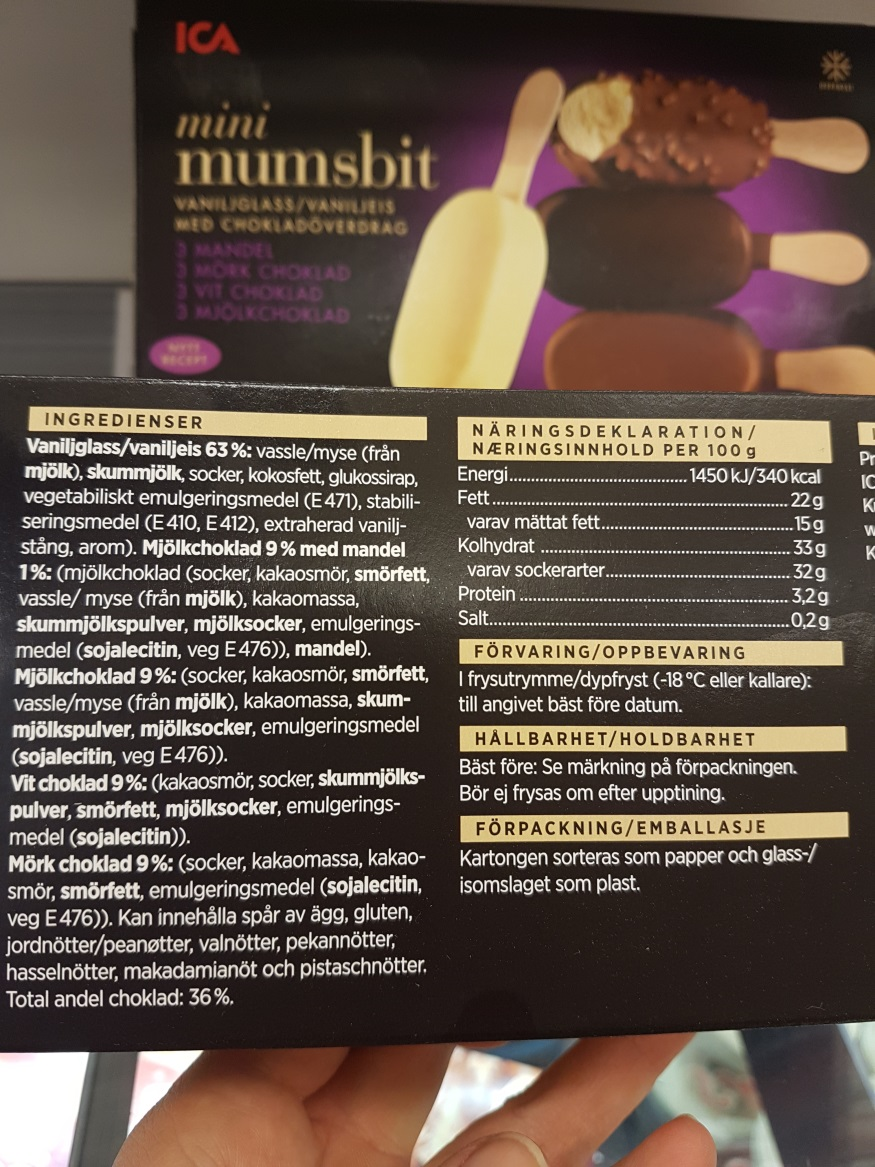 ICA
mini
mumsbit
VANILJGLASS/VANILJEIS
MED CHOKLADÖVERDRAG
3 MANDEL
3 MÖRK CHOKLAD
3 VIT CHOKLAD
3 MJÖLKCHOKLAD
NYTT
RECEPT
INGREDIENSER
Vaniljglass/vaniljeis 63 %: vassle/myse (från
mjölk), skummjölk, socker, kokosfett, glukossirap,
vegetabiliskt emulgeringsmedel (E 471), stabili-
seringsmedel (E 410, E 412), extraherad vanilj-
stång, arom). Mjölkchoklad 9 % med mandel
1%: (mjölkchoklad (socker, kakaosmör, smörfett,
vassle/ myse (från mjölk), kakaomassa,
skummjölkspulver, mjölksocker, emulgerings-
medel (sojalecitin, veg E 476)), mandel).
Mjölkchoklad 9 %: (socker, kakaosmör, smörfett,
vassle/myse (från mjölk), kakaomassa, skum-
mjölkspulver, mjölksocker, emulgeringsmedel
(sojalecitin, veg E 476)).
Vit choklad 9 %: (kakaosmör, socker, skummjölks-
pulver, smörfett, mjölksocker, emulgerings-
medel (sojalecitin)).
Mörk choklad 9 %: (socker, kakaomassa, kakao-
smör, smörfett, emulgeringsmedel (sojalecitin,
veg E 476)). Kan innehålla spår av ägg, gluten,
jordnötter/peanøtter, valnötter, pekannötter,
hasselnötter, makadamianöt och pistaschnötter.
Total andel choklad: 36 %.
NÄRINGSDEKLARATION/
NÆRINGSINNHOLD PER 100 g
Energi.......................................... 1450 kJ/340 kcal
Fett.......................................................... 22 g
varav mättat fett..................................... 15 g
Kolhydrat ................................................. 33 g
varav sockerarter.................................... 32 g
Protein ..................................................... 3,2 g
Salt........................................................... 0,2 g
FÖRVARING/OPPBEVARING
I frysutrymme/dypfryst (-18 °C eller kallare):
till angivet bäst före datum.
HÅLLBARHET/HOLDBARHET
Bäst före: Se märkning på förpackningen.
Bör ej frysas om efter upptining.
FÖRPACKNING/EMBALLASJE
Kartongen sorteras som papper och glass-/
isomslaget som plast.